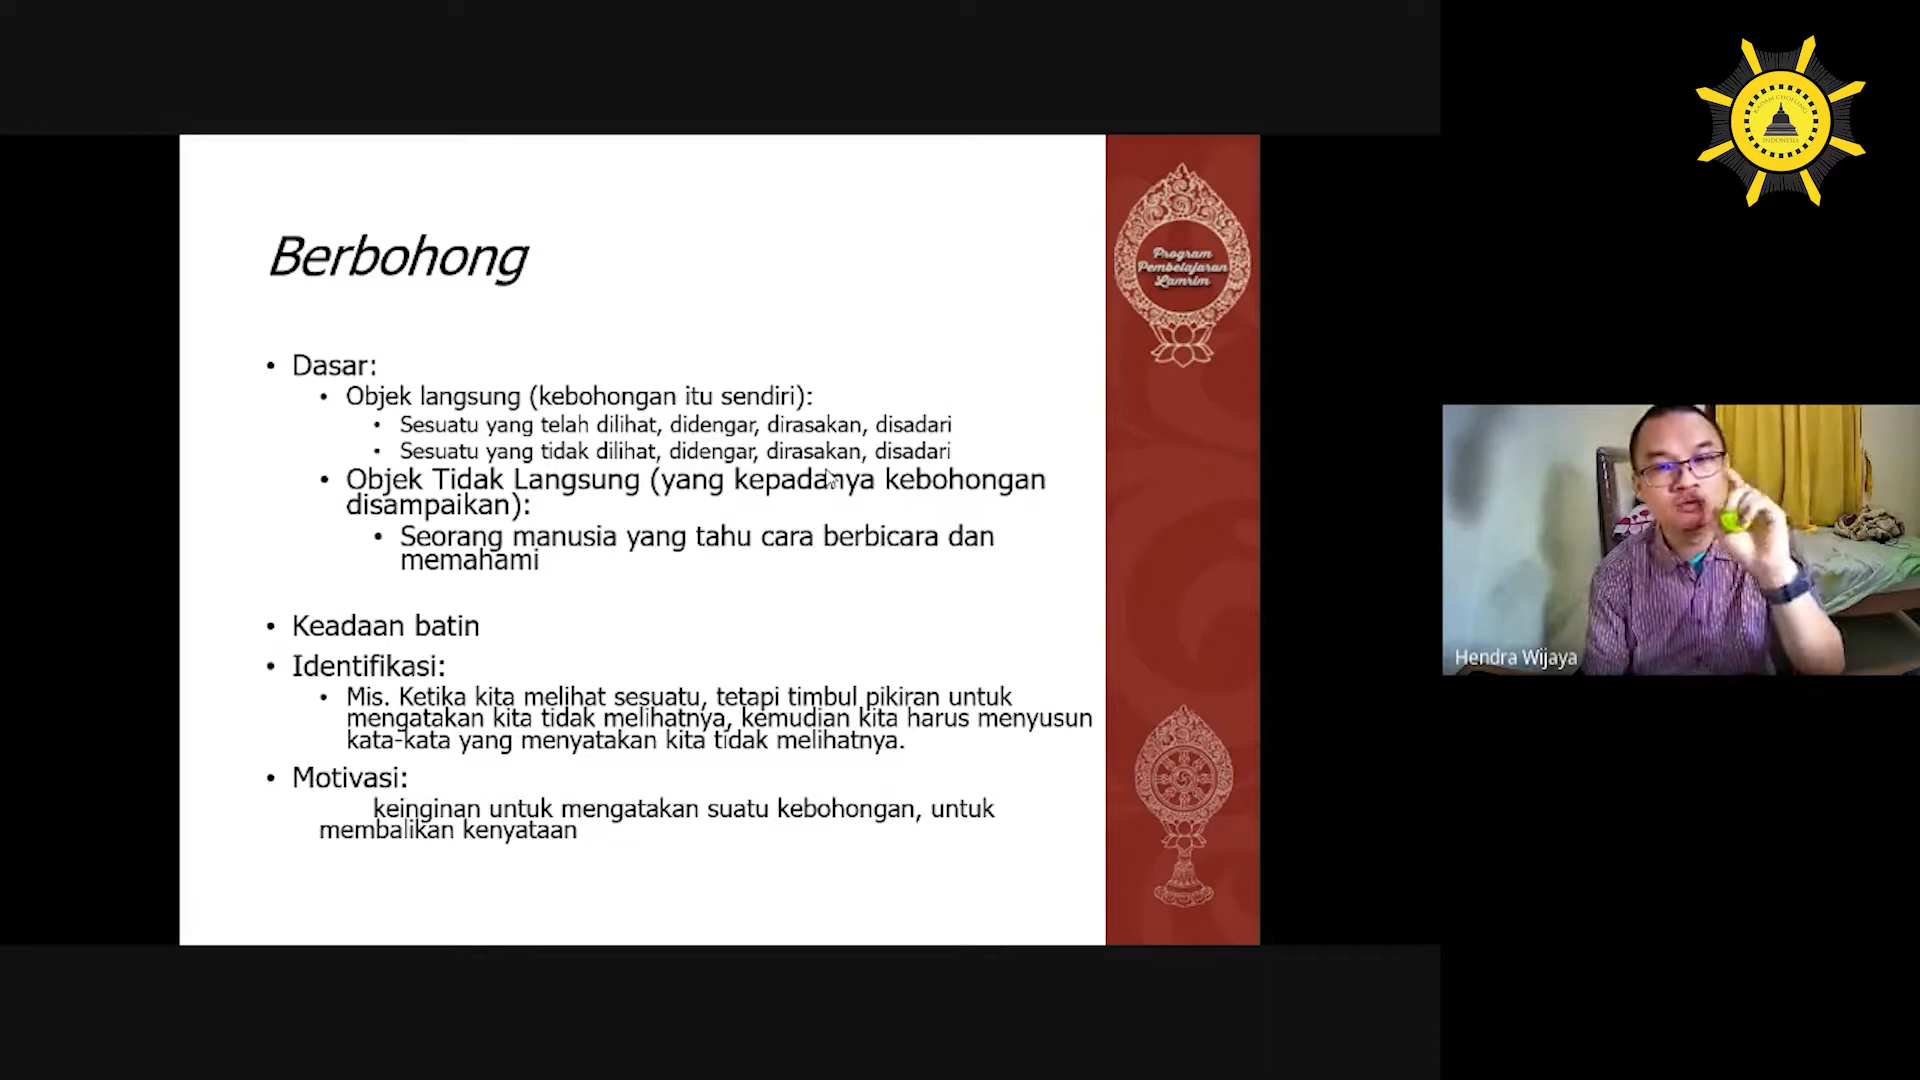 KADAM CHOELING
INDONESIA
Berbohong
Program
Pembelajaran
Lamrim
• Dasar:
• Objek langsung (kebohongan itu sendiri):
• Sesuatu yang telah dilihat, didengar, dirasakan, disadari
• Sesuatu yang tidak dilihat, didengar, dirasakan, disadari
• Objek Tidak Langsung (yang kepadanya kebohongan
disampaikan):
• Seorang manusia yang tahu cara berbicara dan
memahami
• Keadaan batin
• Identifikasi:
• Mis. Ketika kita melihat sesuatu, tetapi timbul pikiran untuk
mengatakan kita tidak melihatnya, kemudian kita harus menyusun
kata-kata yang menyatakan kita tidak melihatnya.
• Motivasi:
keinginan untuk mengatakan suatu kebohongan, untuk
membalikan kenyataan
Hendra Wijaya